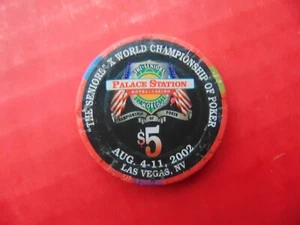 "THE SENIORS" X WORLD CHAMPIONSHIP OF POKER
PALACE STATION
$5
AUG. 4-11, 2002
LAS VEGAS, NV